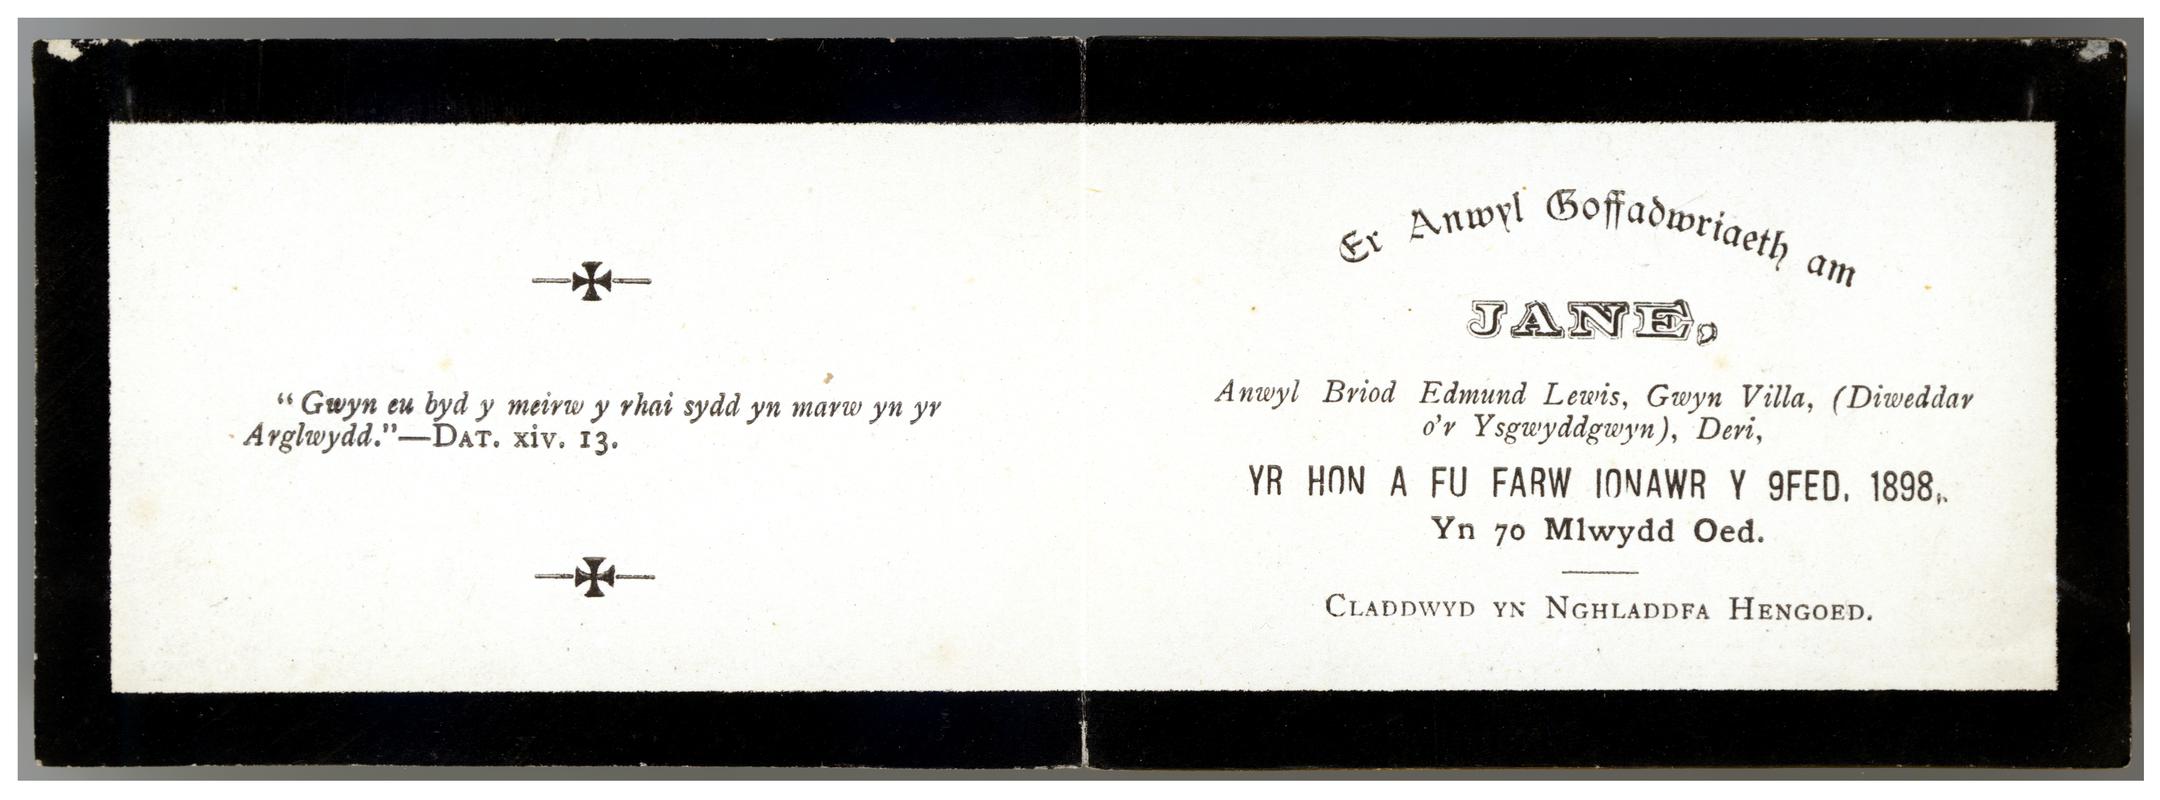 “Gwyn eu byd y meirw y rhai sydd yn marw yn yr
Arglwydd.”—DAT. xiv. 13.
Er Anwyl Goffadwriaeth am
JANE,
Anwyl Briod Edmund Lewis, Gwyn Villa, (Diweddar
o'r Ysgwyddgwyn), Deri,
YR HON A FU FARW IONAWR Y 9FED, 1898,
Yn 70 Mlwydd Oed.
CLADDWYD YN NGHLADDFA HENGOED.